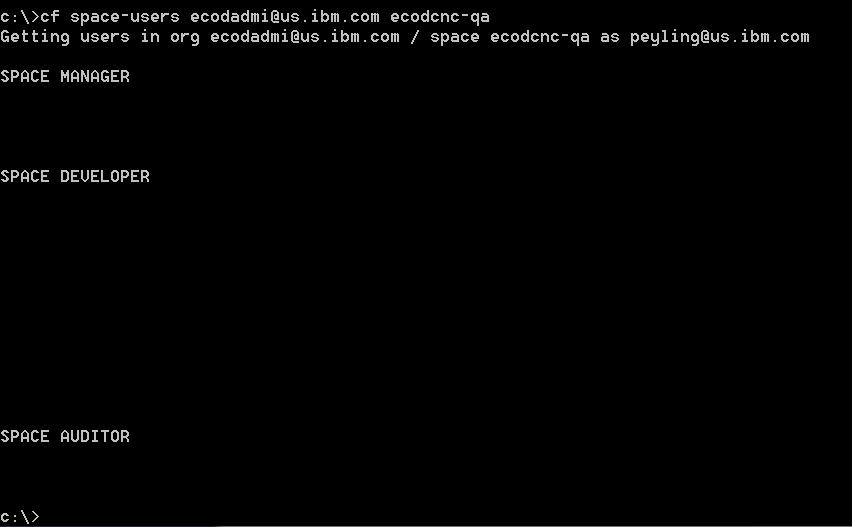 c:\>cf space-users ecodadmi@us.ibm.com ecodcnc-qa
Getting users in org ecodadmi@us.ibm.com / space ecodcnc-qa as peyling@us.ibm.com
SPACE MANAGER
SPACE DEVELOPER
SPACE AUDITOR
c:\>